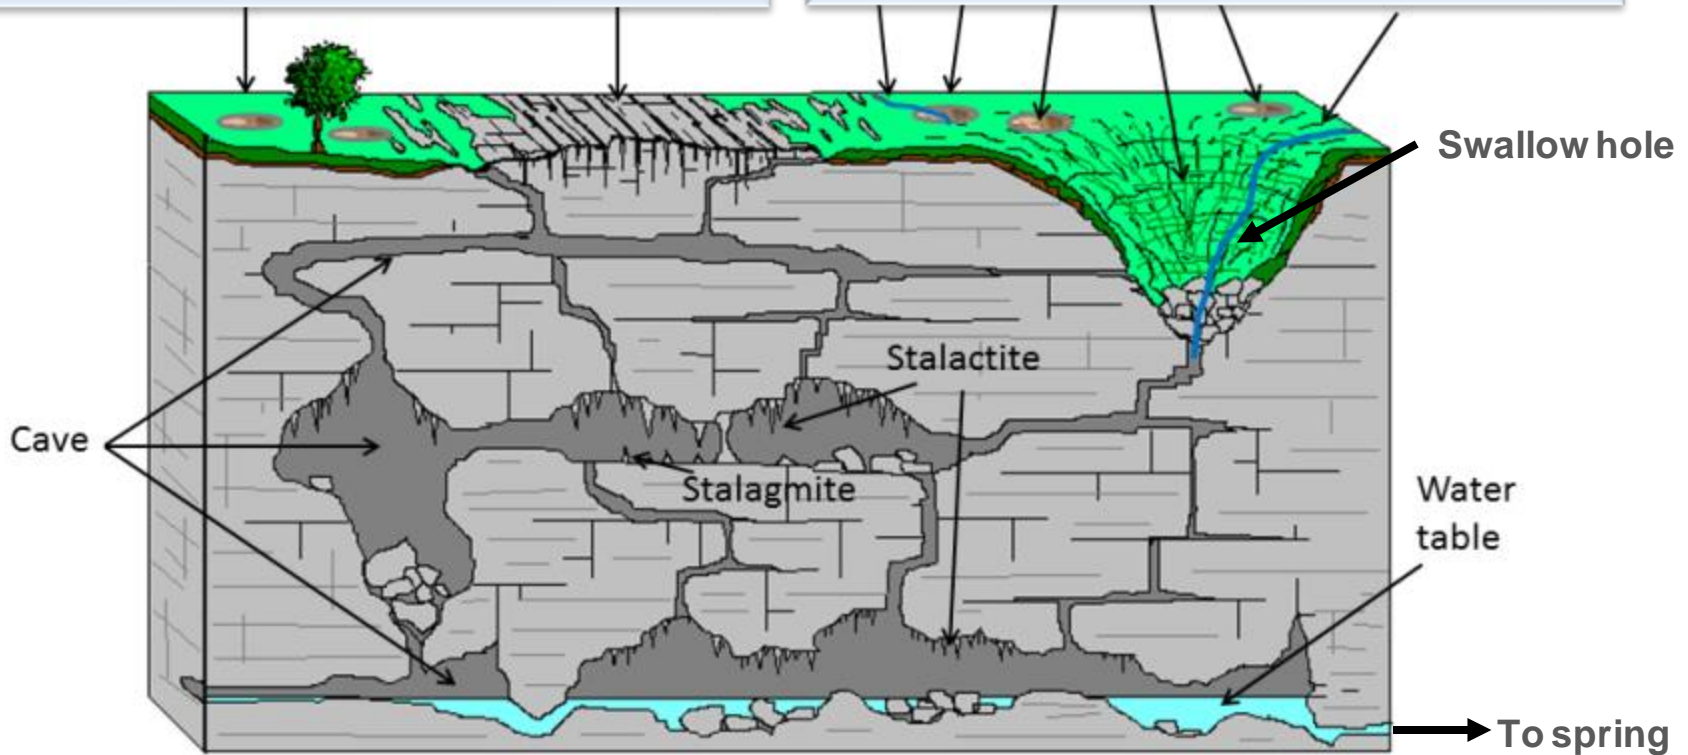 Swallow hole
Stalactite
Cave
Stalagmite
Water
table
To spring